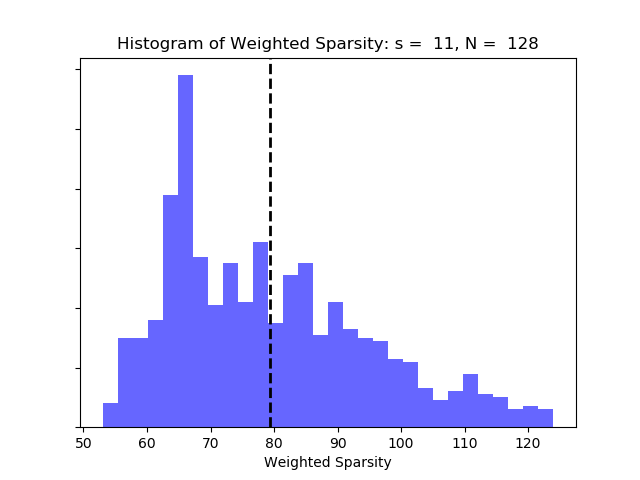 Histogram of Weighted Sparsity: s =  11, N =  128
50 60 70 80 90 100 110 120
Weighted Sparsity